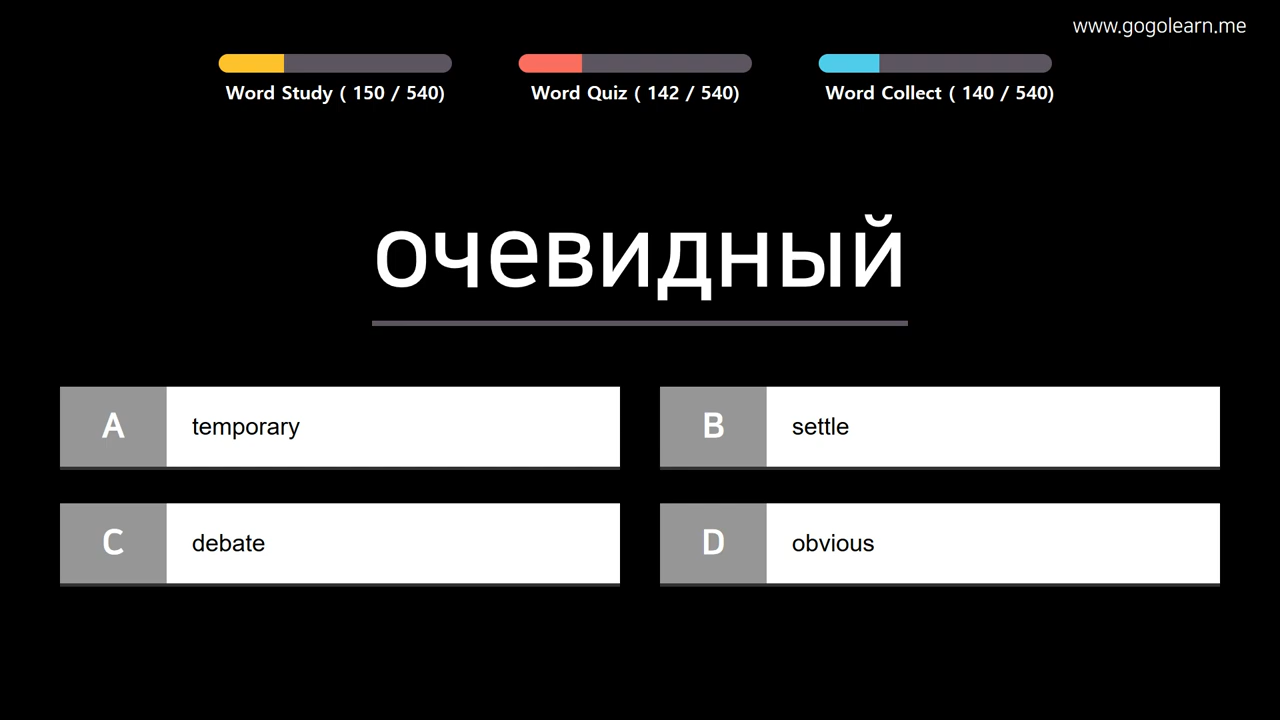 www.gogolearn.me
Word Study ( 150 / 540)
Word Quiz ( 142 / 540)
Word Collect ( 140 / 540)
очевидный
A temporary
B settle
C debate
D obvious